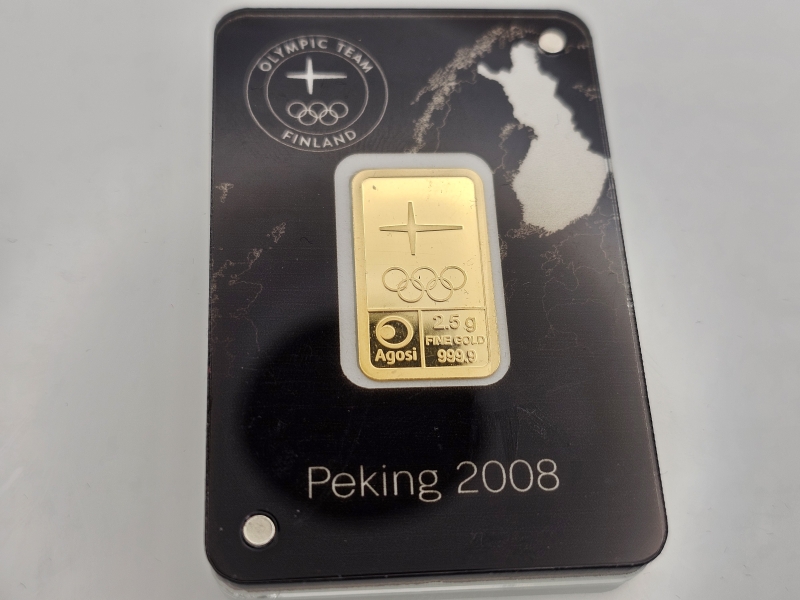 OLYMPIC TEAM
FINLAND
2.5 g
FINE GOLD
999.9
Agosi
Peking 2008